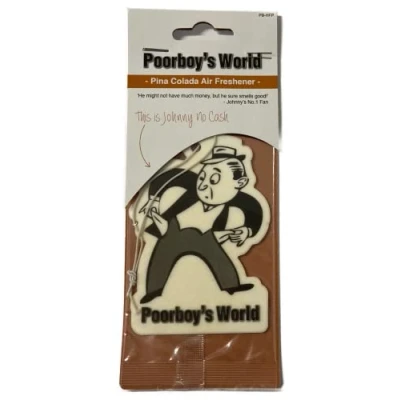 Poorboy's World
- Pina Colada Air Freshener -
'He might not have much money, but he sure smells good!'
- Johnny's No.1 Fan
This is Johnny No Cash
Poorboy's World